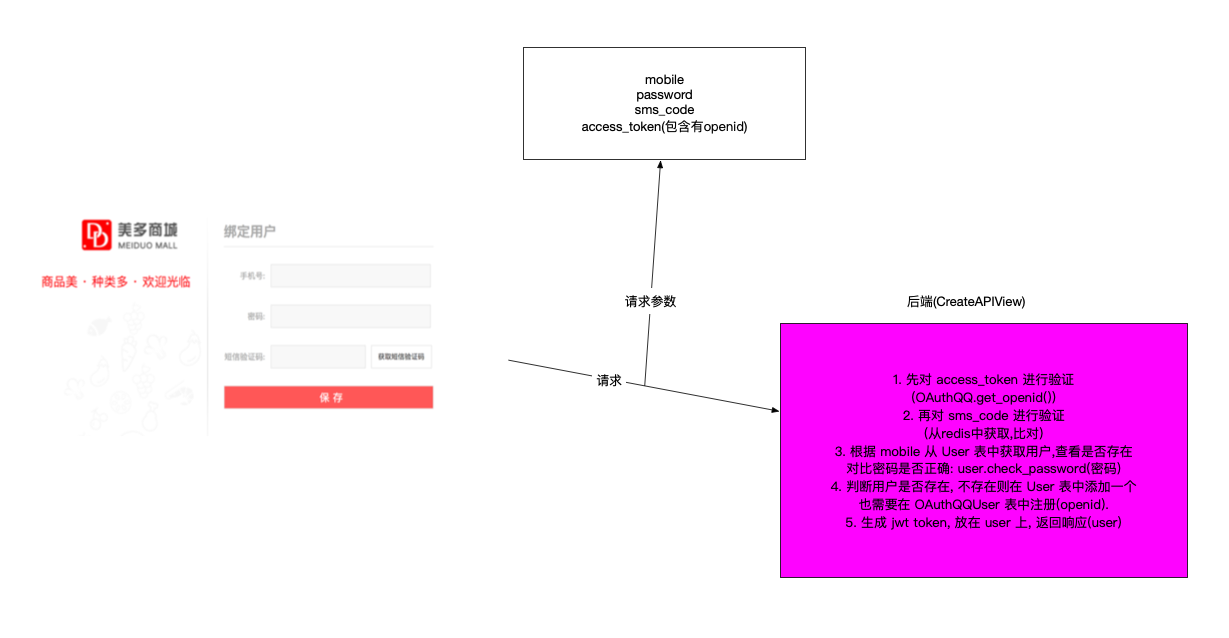 mobile
password
sms_code
access_token(包含有openid)
美多商城
MEIDUO MALL
商品美 · 种类多 · 欢迎光临
绑定用户
手机号:
密码:
短信验证码:
获取短信验证码
保 存
请求参数
请求
后端(CreateAPIView)
1. 先对 access_token 进行验证
(OAuthQQ.get_openid())
2. 再对 sms_code 进行验证
(从redis中获取,比对)
3. 根据 mobile 从 User 表中获取用户,查看是否存在
对比密码是否正确: user.check_password(密码)
4. 判断用户是否存在, 不存在则在 User 表中添加一个
也需要在 OAuthQQUser 表中注册(openid).
5. 生成 jwt token, 放在 user 上, 返回响应(user)